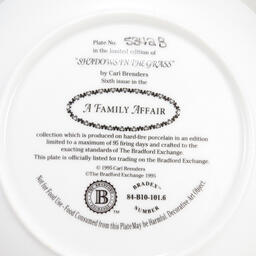 Plate No. 5342B
in the limited edition of
"SHADOWS IN THE GRASS"
by Carl Brenders
Sixth issue in the
A FAMILY AFFAIR
collection which is produced on hard-fire porcelain in an edition
limited to a maximum of 95 firing days and crafted to the
exacting standards of The Bradford Exchange.
This plate is officially listed for trading on the Bradford Exchange.
© 1995 Carl Brenders
©The Bradford Exchange 1995
B
TM
BRADEX
84-B10-101.6
NUMBER
Not for Food Use - Food Consumed from this Plate May be Harmful. Decorative Art Object.